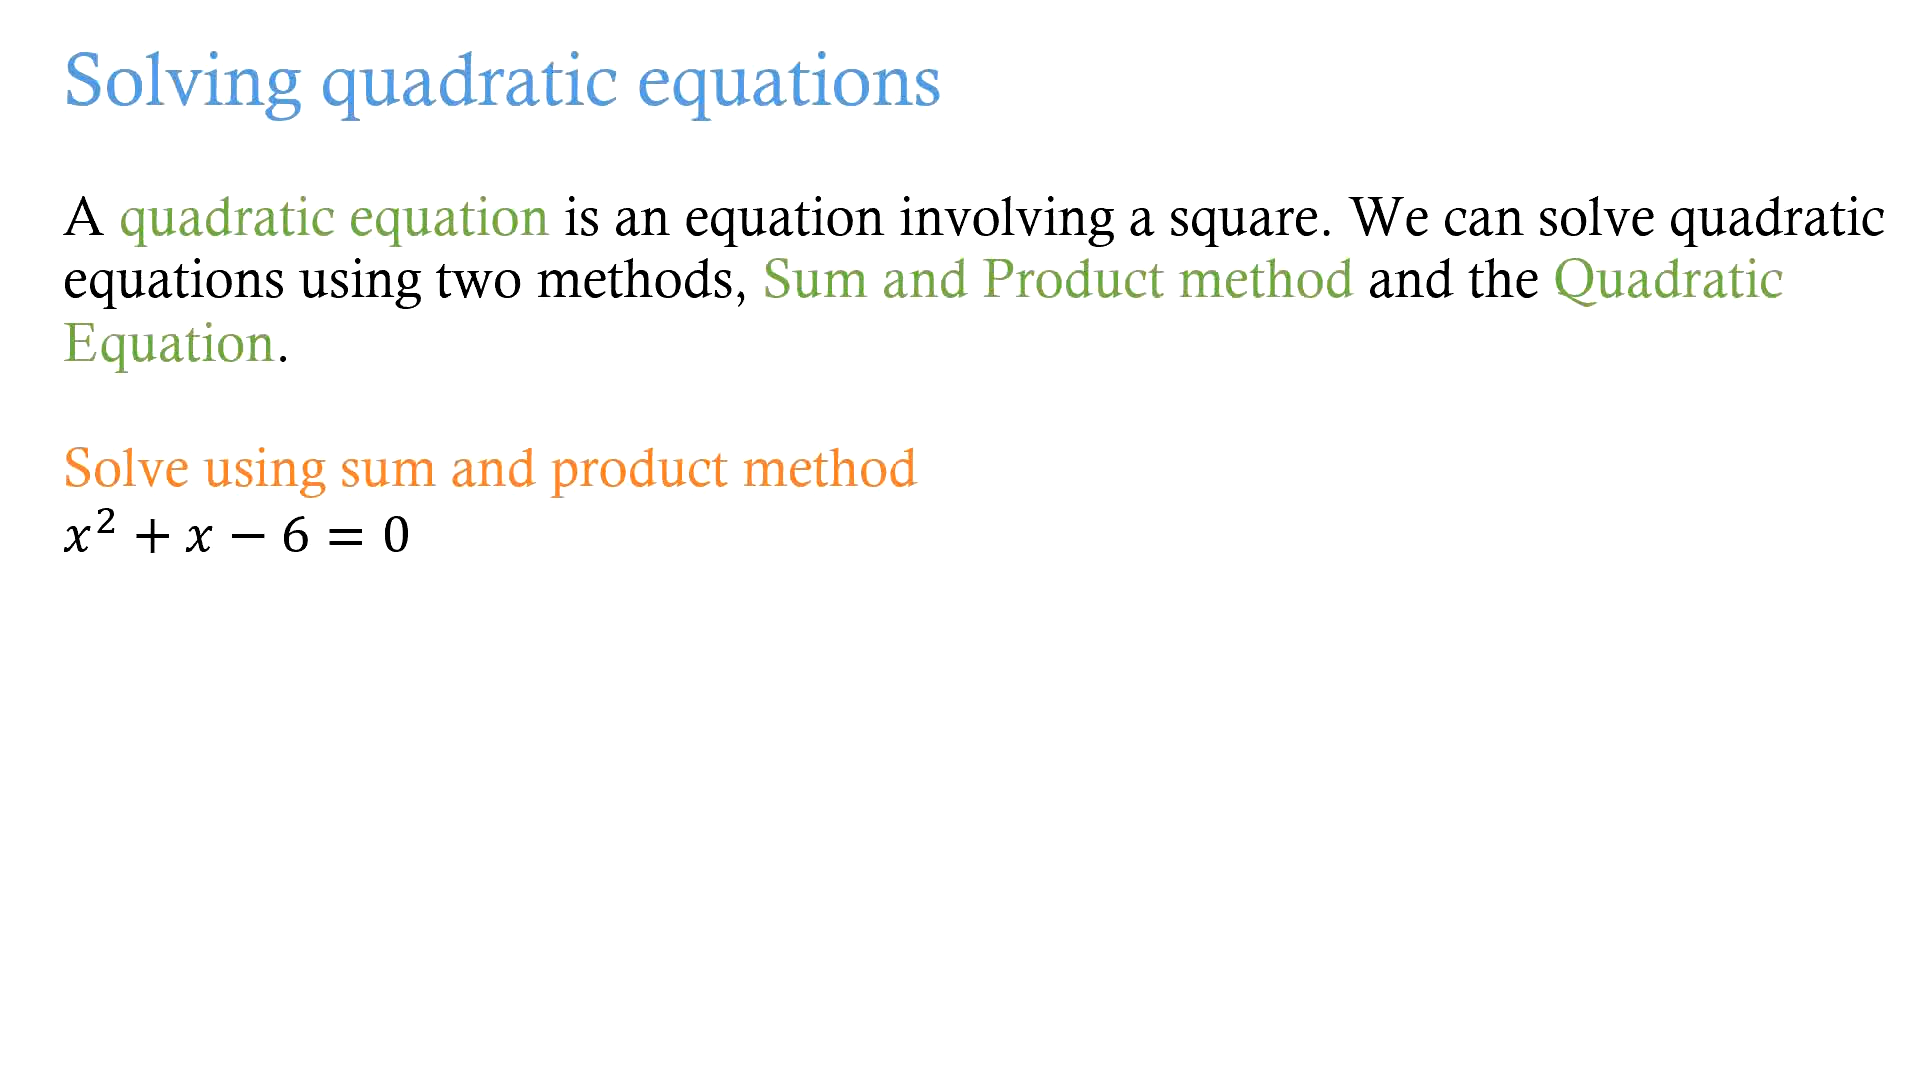 Solving quadratic equations
A quadratic equation is an equation involving a square. We can solve quadratic
equations using two methods, Sum and Product method and the Quadratic
Equation.
Solve using sum and product method
x² + x − 6 = 0